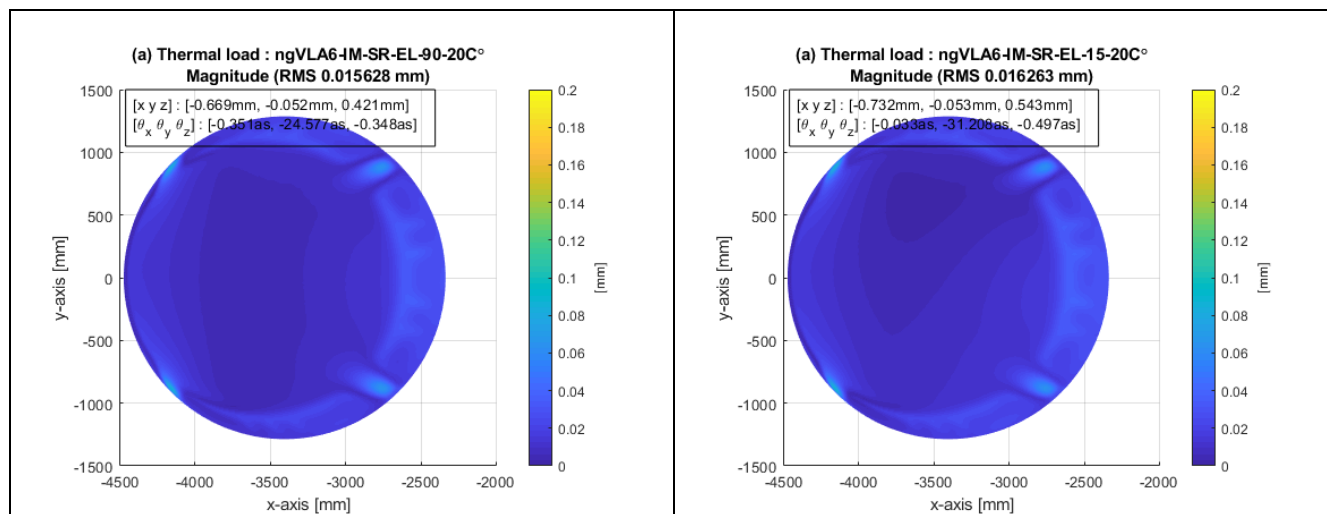 (a) Thermal load : ngVLA6-IM-SR-EL-90-20C°
Magnitude (RMS 0.015628 mm)
[x y z] : [-0.669mm, -0.052mm, 0.421mm]
[θx θy θz] : [-0.351as, -24.577as, -0.348as]
1500
1000
500
0
-500
-1000
-1500
y-axis [mm]
-4500 -4000 -3500 -3000 -2500 -2000
x-axis [mm]
0.2
0.18
0.16
0.14
0.12
0.1
0.08
0.06
0.04
0.02
0
[mm]
(a) Thermal load : ngVLA6-IM-SR-EL-15-20C°
Magnitude (RMS 0.016263 mm)
[x y z] : [-0.732mm, -0.053mm, 0.543mm]
[θx θy θz] : [-0.033as, -31.208as, -0.497as]
1500
1000
500
0
-500
-1000
-1500
y-axis [mm]
-4500 -4000 -3500 -3000 -2500 -2000
x-axis [mm]
0.2
0.18
0.16
0.14
0.12
0.1
0.08
0.06
0.04
0.02
0
[mm]